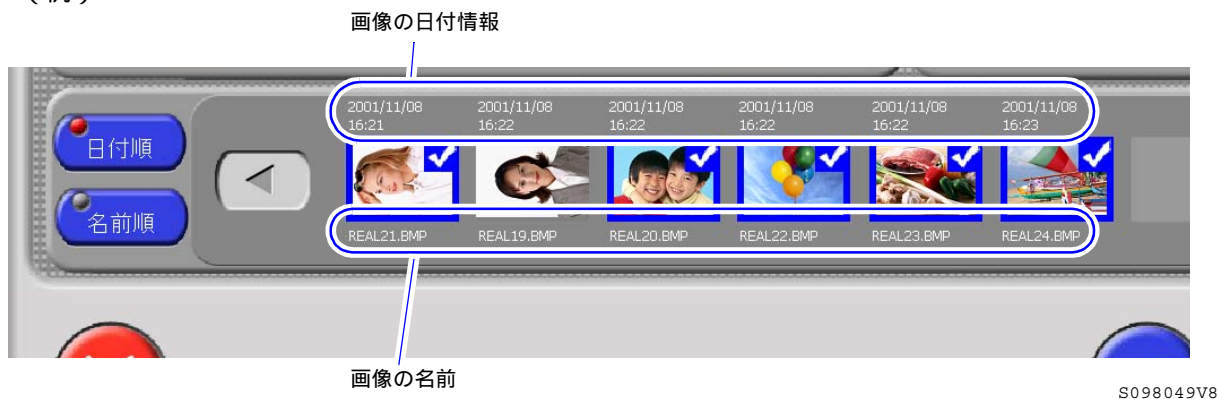 画像の日付情報
2001/11/08 2001/11/08 2001/11/08 2001/11/08 2001/11/08 2001/11/08
16:21 16:22 16:22 16:22 16:22 16:23
日付順
名前順
REAL21.BMP REAL19.BMP REAL20.BMP REAL22.BMP REAL23.BMP REAL24.BMP
画像の名前
S098049V8